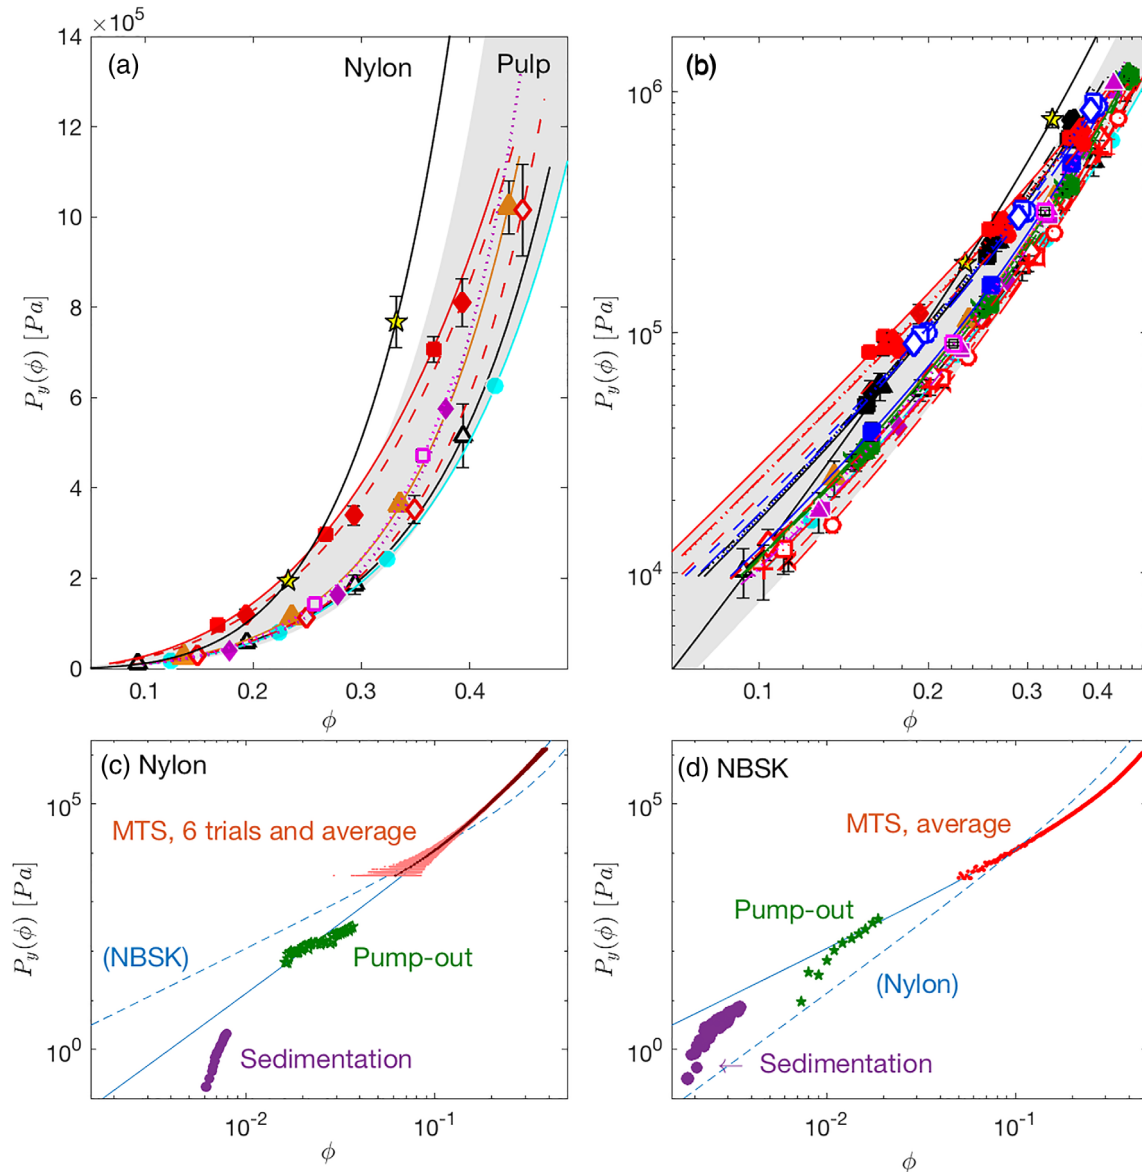 ×10⁵
14
12
10
8
6
4
2
0
(a)
Nylon
Pulp
P_y(ϕ) [Pa]
0.1
0.2
0.3
0.4
ϕ
(b)
10⁶
10⁵
10⁴
P_y(ϕ) [Pa]
0.1
0.2
0.3
0.4
ϕ
(c) Nylon
MTS, 6 trials and average
(NBSK)
Pump-out
Sedimentation
10⁵
10⁰
P_y(ϕ) [Pa]
10⁻²
10⁻¹
ϕ
(d) NBSK
MTS, average
Pump-out
(Nylon)
← Sedimentation
10⁵
10⁰
P_y(ϕ) [Pa]
10⁻²
10⁻¹
ϕ